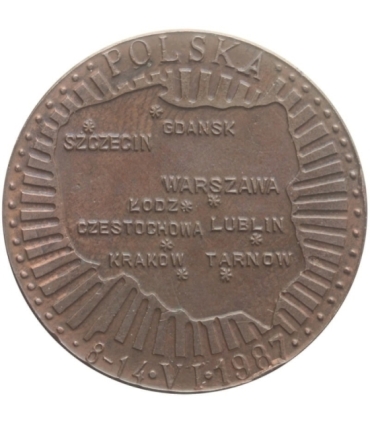 POLSKA
GDANSK
SZCZECIN
WARSZAWA
ŁODZ
CZESTOCHOWA LUBLIN
KRAKOW TARNOW
8-14·VI·1987